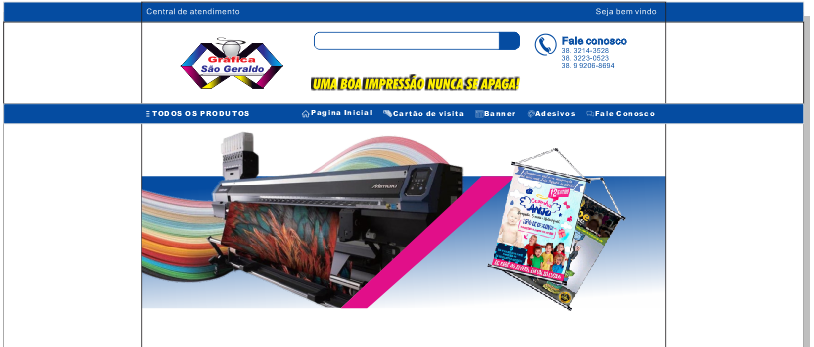 Central de atendimento
Seja bem vindo
Gráfica
São Geraldo
Fale conosco
38. 3214-3528
38. 3223-0523
38. 9 9206-8694
UMA BOA IMPRESSÃO NUNCA SE APAGA!
TODOS OS PRODUTOS
Pagina Inicial
Cartão de visita
Banner
Adesivos
Fale Conosco
Mimaki
ANJO